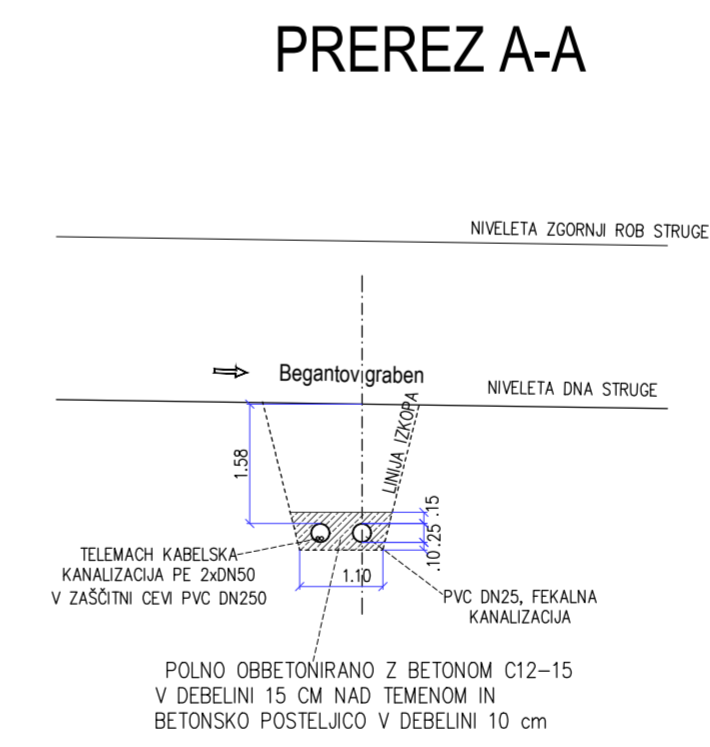 PREREZ A-A
NIVELETA ZGORNJI ROB STRUGE
Begantov graben
NIVELETA DNA STRUGE
LINIJA IZKOPA
1.58
.15
.25
.10
1.10
TELEMACH KABELSKA
KANALIZACIJA PE 2xDN50
V ZAŠČITNI CEVI PVC DN250
PVC DN25, FEKALNA
KANALIZACIJA
POLNO OBBETONIRANO Z BETONOM C12-15
V DEBELINI 15 CM NAD TEMENOM IN
BETONSKO POSTELJICO V DEBELINI 10 cm